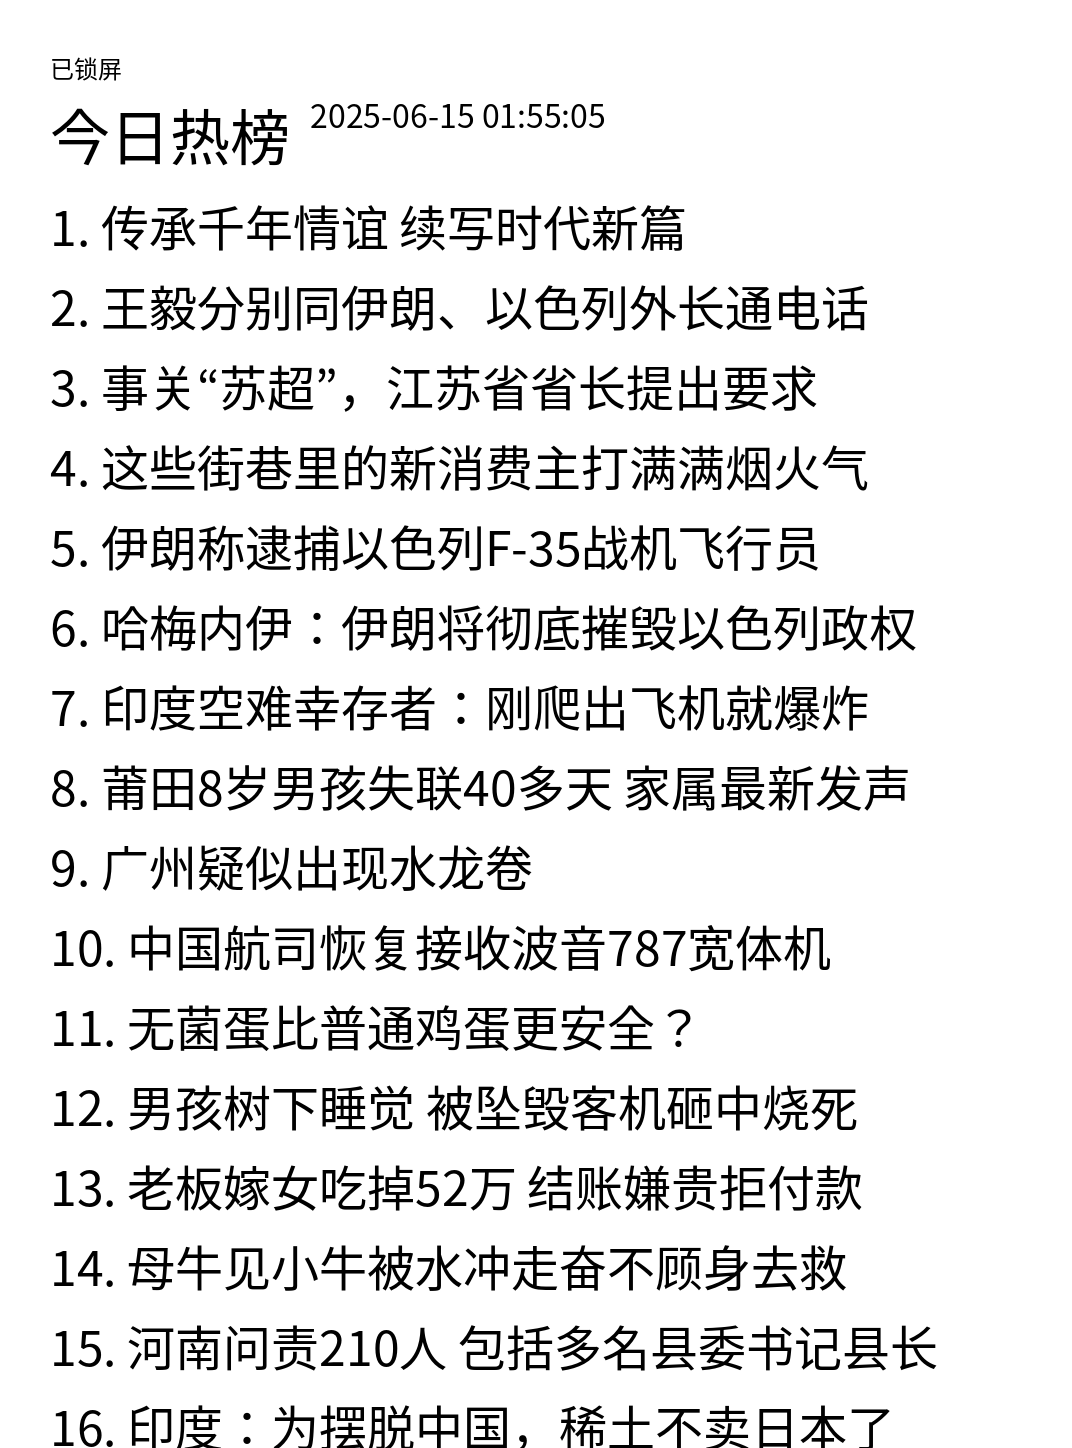 已锁屏
今日热榜 2025-06-15 01:55:05
1. 传承千年情谊 续写时代新篇
2. 王毅分别同伊朗、以色列外长通电话
3. 事关“苏超”，江苏省省长提出要求
4. 这些街巷里的新消费主打满满烟火气
5. 伊朗称逮捕以色列F-35战机飞行员
6. 哈梅内伊：伊朗将彻底摧毁以色列政权
7. 印度空难幸存者：刚爬出飞机就爆炸
8. 莆田8岁男孩失联40多天 家属最新发声
9. 广州疑似出现水龙卷
10. 中国航司恢复接收波音787宽体机
11. 无菌蛋比普通鸡蛋更安全？
12. 男孩树下睡觉 被坠毁客机砸中烧死
13. 老板嫁女吃掉52万 结账嫌贵拒付款
14. 母牛见小牛被水冲走奋不顾身去救
15. 河南问责210人 包括多名县委书记县长
16. 印度：为摆脱中国，稀土不卖日本了